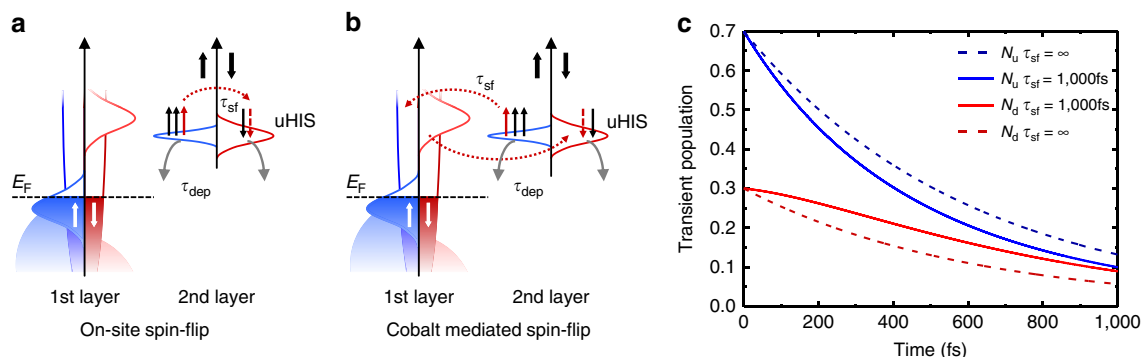 a
τsf
uHIS
EF
τdep
1st layer 2nd layer
On-site spin-flip
b
τsf
uHIS
EF
τdep
1st layer 2nd layer
Cobalt mediated spin-flip
c
Transient population
0.7
0.6
0.5
0.4
0.3
0.2
0.1
0.0
Nu τsf = ∞
Nu τsf = 1,000fs
Nd τsf = 1,000fs
Nd τsf = ∞
0 200 400 600 800 1,000
Time (fs)